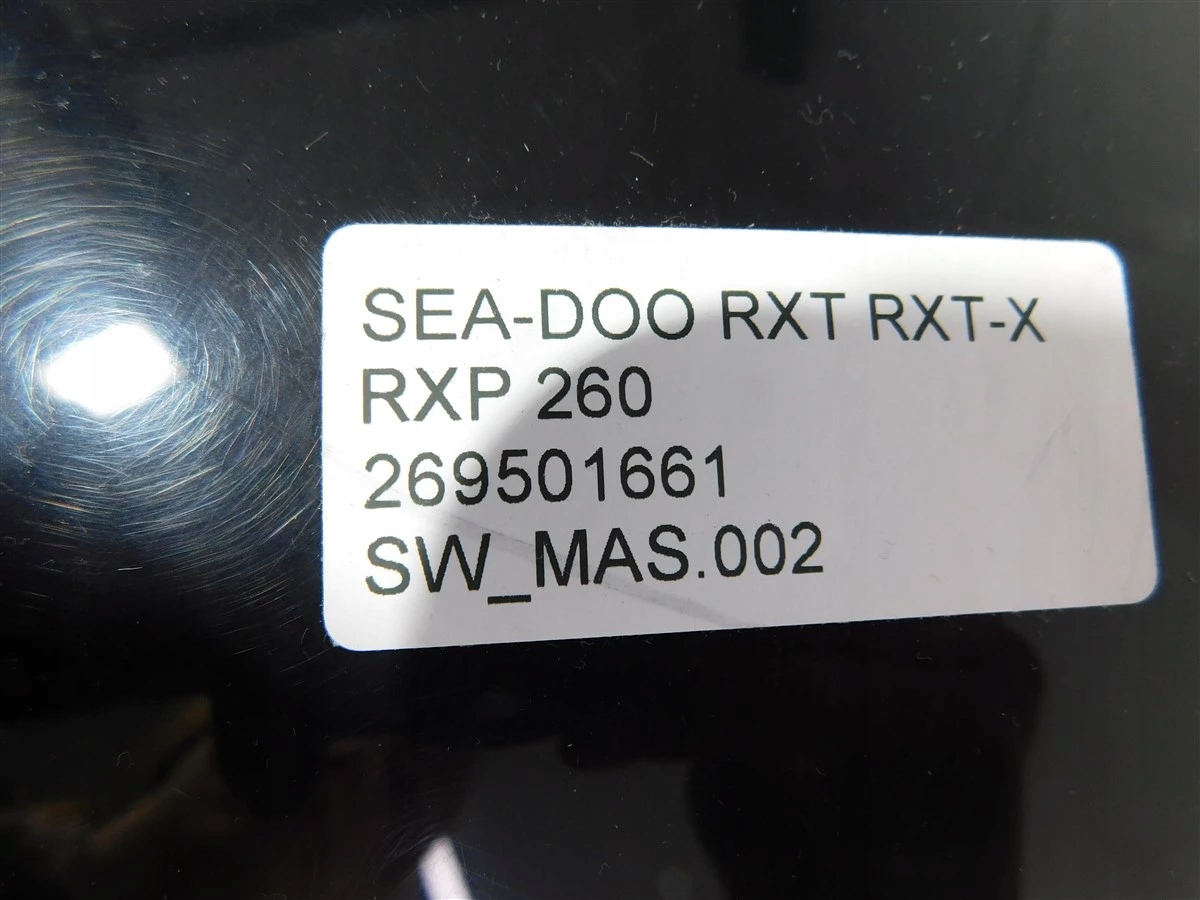 SEA-DOO RXT RXT-X
RXP 260
269501661
SW_MAS.002